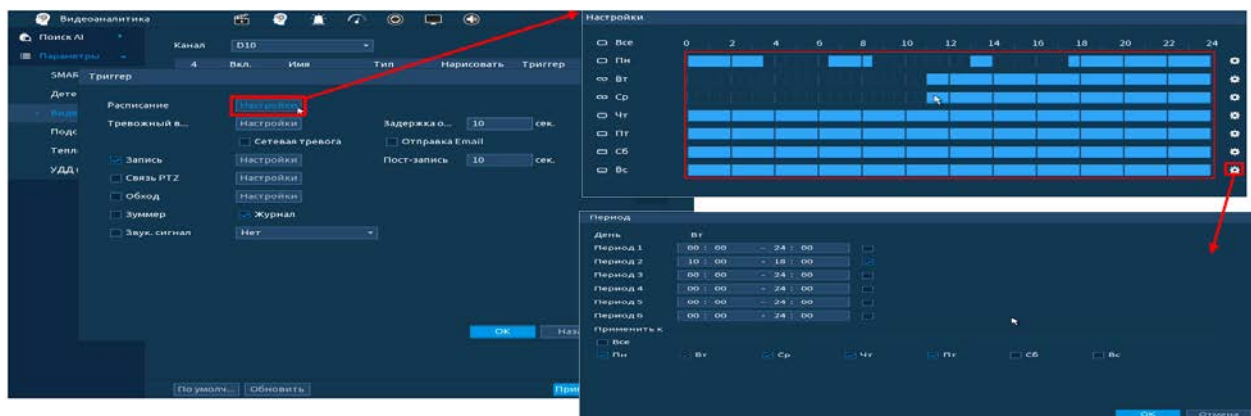 Видеоаналитика
Поиск AI
Параметры
SMAR
Дете
Подс
Тепл
УДД
Канал D10
4 Вкл. Имя Тип Нарисовать Триггер
Триггер
Расписание Настройки
Тревожный в... Настройки Задержка о... 10 сек.
Сетевая тревога Отправка Email
Запись Настройки Пост-запись 10 сек.
Связь PTZ Настройки
Обход Настройки
Зуммер Журнал
Звук. сигнал Нет
OK Наза
По умолч... Обновить При
Настройки
Все 0 2 4 6 8 10 12 14 16 18 20 22 24
Пн
Вт
Ср
Чт
Пт
Сб
Вс
Период
День Вт
Период 1 00 : 00 - 24 : 00
Период 2 10 : 00 - 18 : 00
Период 3 00 : 00 - 24 : 00
Период 4 00 : 00 - 24 : 00
Период 5 00 : 00 - 24 : 00
Период 6 00 : 00 - 24 : 00
Применить к
Все
Пн Вт Ср Чт Пт Сб Вс
OK Отмена